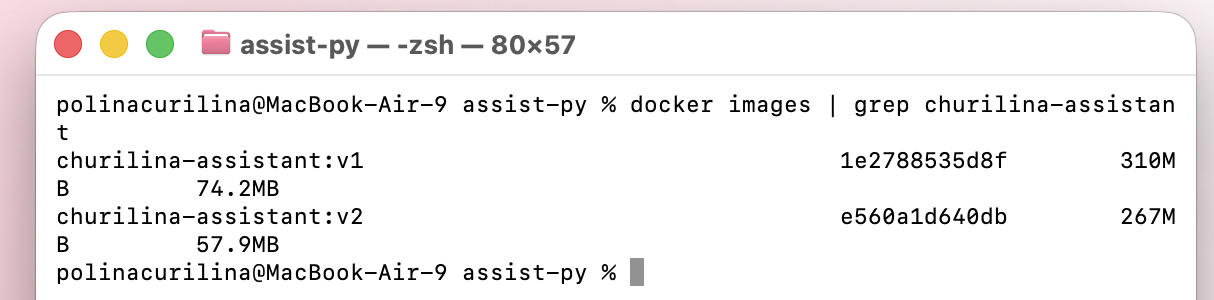 assist-py — -zsh — 80×57
polinacurilina@MacBook-Air-9 assist-py % docker images | grep churilina-assistan
t
churilina-assistant:v1                                  1e2788535d8f        310M
B         74.2MB
churilina-assistant:v2                                  e560a1d640db        267M
B         57.9MB
polinacurilina@MacBook-Air-9 assist-py %